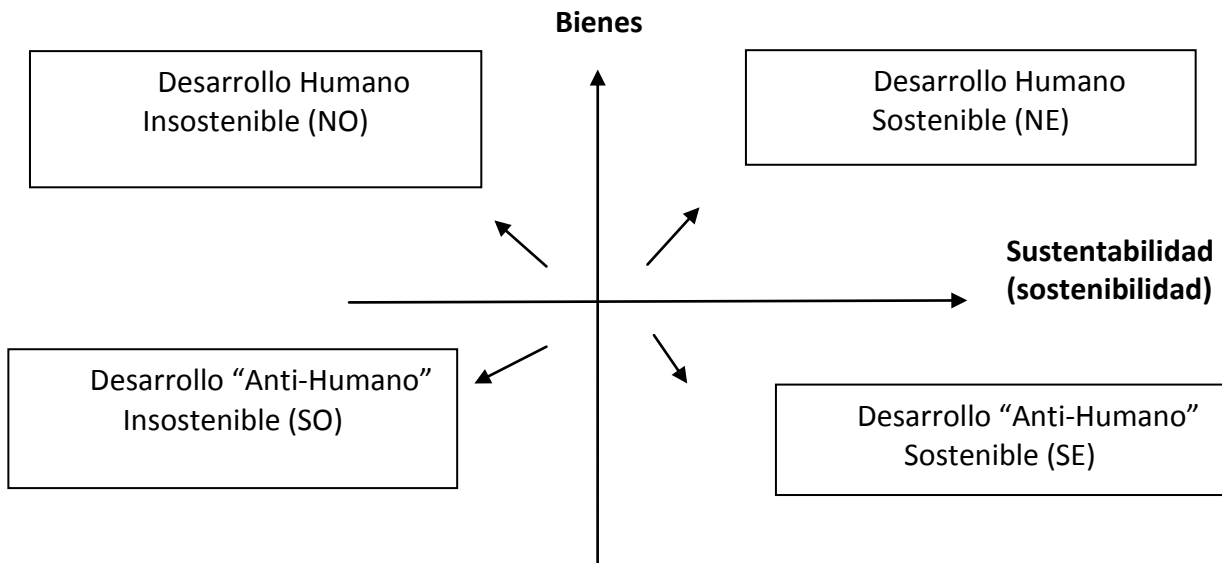 Bienes
Desarrollo Humano
Insostenible (NO)
Desarrollo Humano
Sostenible (NE)
Sustentabilidad
(sostenibilidad)
Desarrollo “Anti-Humano”
Insostenible (SO)
Desarrollo “Anti-Humano”
Sostenible (SE)